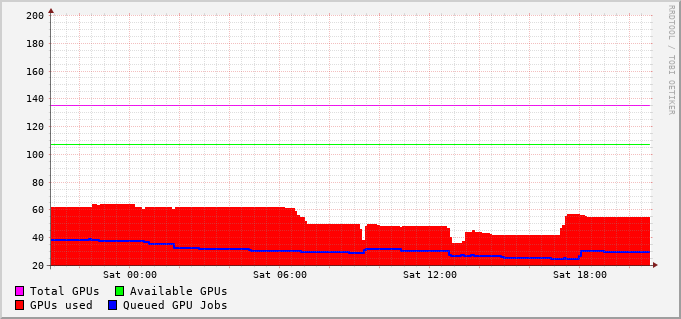 200
180
160
140
120
100
80
60
40
20
Sat 00:00 Sat 06:00 Sat 12:00 Sat 18:00
Total GPUs Available GPUs
GPUs used Queued GPU Jobs
RRDTOOL / TOBI OETIKER